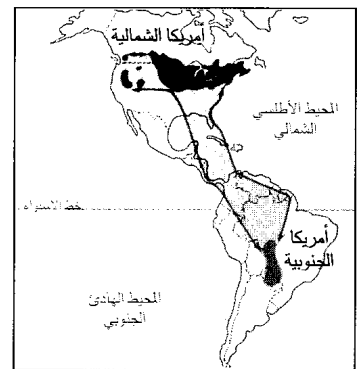 أمريكا الشمالية
المحيط الأطلسي
الشمالي
خط الاستواء
أمريكا
الجنوبية
المحيط الهادئ
الجنوبي